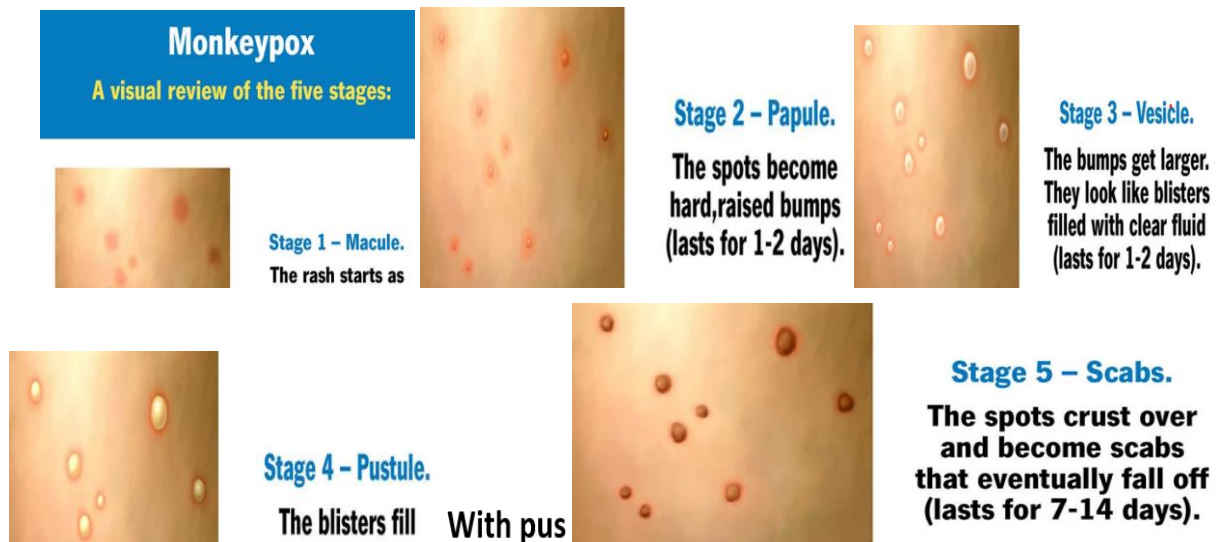 Monkeypox
A visual review of the five stages:
Stage 1 – Macule.
The rash starts as
Stage 2 – Papule.
The spots become
hard,raised bumps
(lasts for 1-2 days).
Stage 3 – Vesicle.
The bumps get larger.
They look like blisters
filled with clear fluid
(lasts for 1-2 days).
Stage 4 – Pustule.
The blisters fill With pus
Stage 5 – Scabs.
The spots crust over
and become scabs
that eventually fall off
(lasts for 7-14 days).